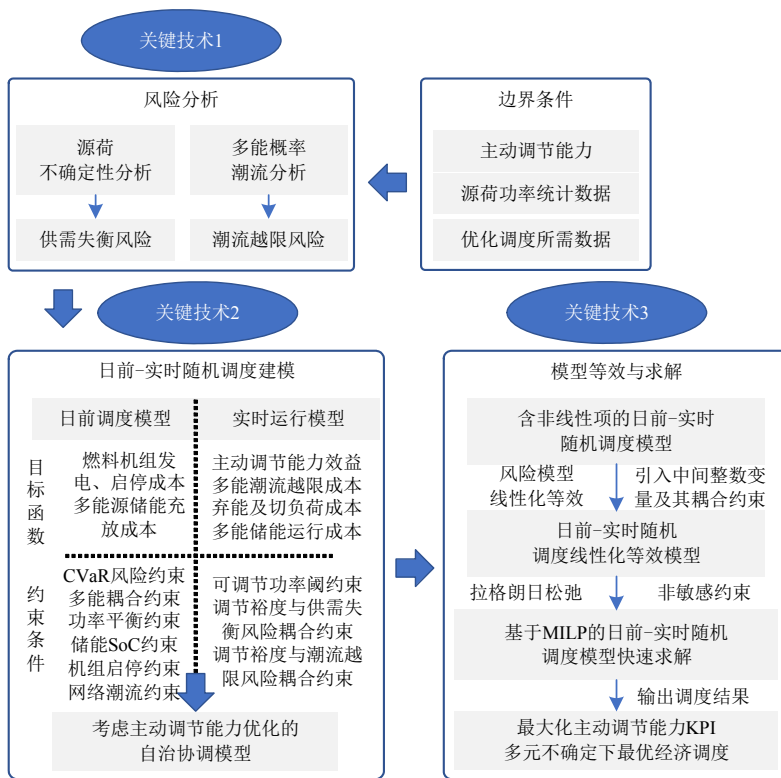 关键技术1
风险分析
源荷
不确定性分析
多能概率
潮流分析
供需失衡风险
潮流越限风险
边界条件
主动调节能力
源荷功率统计数据
优化调度所需数据
关键技术2
日前-实时随机调度建模
日前调度模型
实时运行模型
目标函数
燃料机组发
电、启停成本
多能源储能充
放成本
主动调节能力效益
多能潮流越限成本
弃能及切负荷成本
多能储能运行成本
约束条件
CVaR风险约束
多能耦合约束
功率平衡约束
储能SoC约束
机组启停约束
网络潮流约束
可调节功率阈约束
调节裕度与供需失
衡风险耦合约束
调节裕度与潮流越
限风险耦合约束
考虑主动调节能力优化的
自治协调模型
关键技术3
模型等效与求解
含非线性项的日前-实时
随机调度模型
风险模型
线性化等效
引入中间整数变
量及其耦合约束
日前-实时随机
调度线性化等效模型
拉格朗日松弛
非敏感约束
基于MILP的日前-实时随机
调度模型快速求解
输出调度结果
最大化主动调节能力KPI
多元不确定下最优经济调度